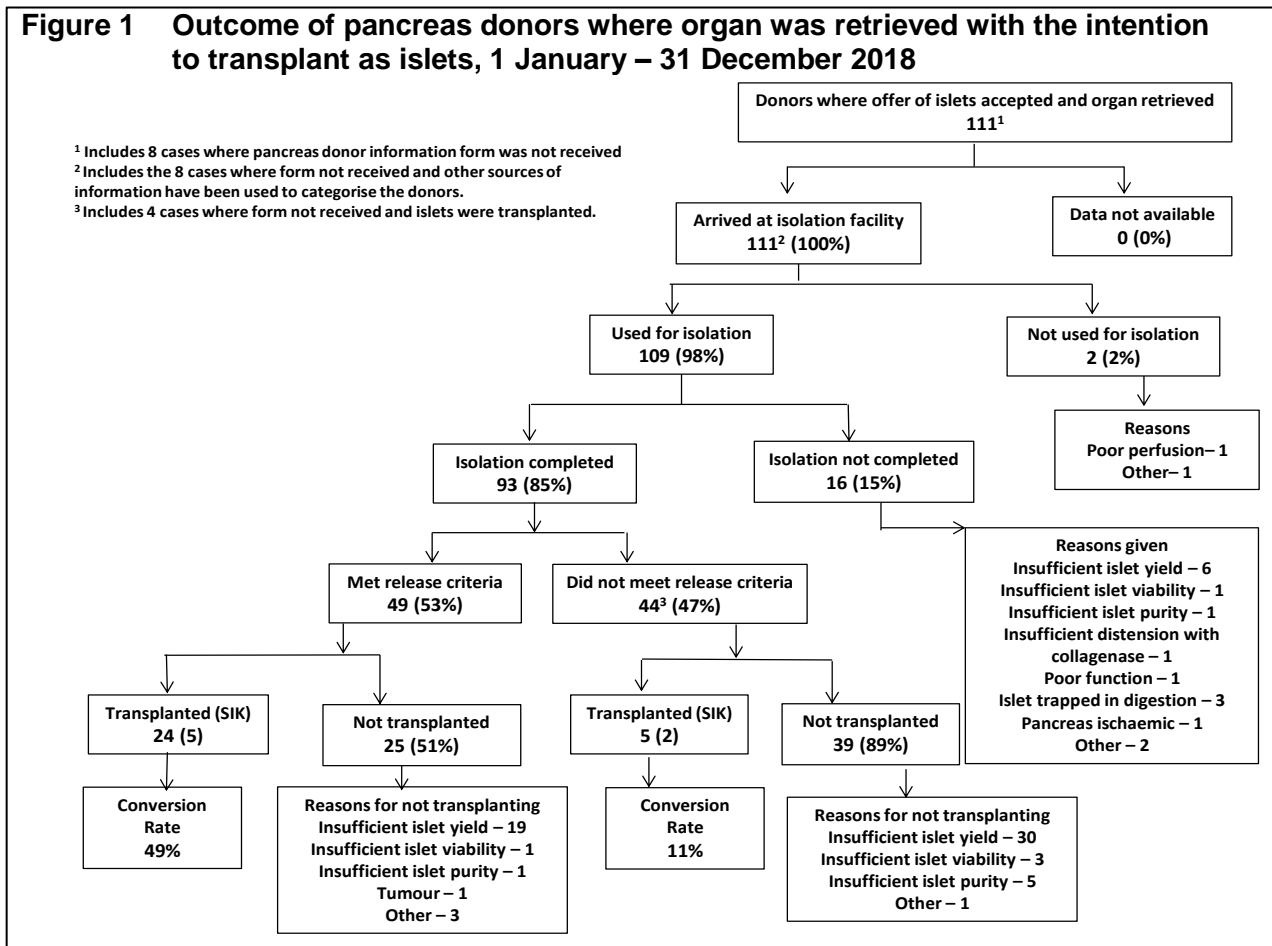 Figure 1 Outcome of pancreas donors where organ was retrieved with the intention
to transplant as islets, 1 January – 31 December 2018
Donors where offer of islets accepted and organ retrieved
111¹
¹ Includes 8 cases where pancreas donor information form was not received
² Includes the 8 cases where form not received and other sources of
information have been used to categorise the donors.
³ Includes 4 cases where form not received and islets were transplanted.
Arrived at isolation facility
111² (100%)
Data not available
0 (0%)
Used for isolation
109 (98%)
Not used for isolation
2 (2%)
Reasons
Poor perfusion– 1
Other– 1
Isolation completed
93 (85%)
Isolation not completed
16 (15%)
Reasons given
Insufficient islet yield – 6
Insufficient islet viability – 1
Insufficient islet purity – 1
Insufficient distension with
collagenase – 1
Poor function – 1
Islet trapped in digestion – 3
Pancreas ischaemic – 1
Other – 2
Met release criteria
49 (53%)
Did not meet release criteria
44³ (47%)
Transplanted (SIK)
24 (5)
Not transplanted
25 (51%)
Transplanted (SIK)
5 (2)
Not transplanted
39 (89%)
Conversion
Rate
49%
Reasons for not transplanting
Insufficient islet yield – 19
Insufficient islet viability – 1
Insufficient islet purity – 1
Tumour – 1
Other – 3
Conversion
Rate
11%
Reasons for not transplanting
Insufficient islet yield – 30
Insufficient islet viability – 3
Insufficient islet purity – 5
Other – 1